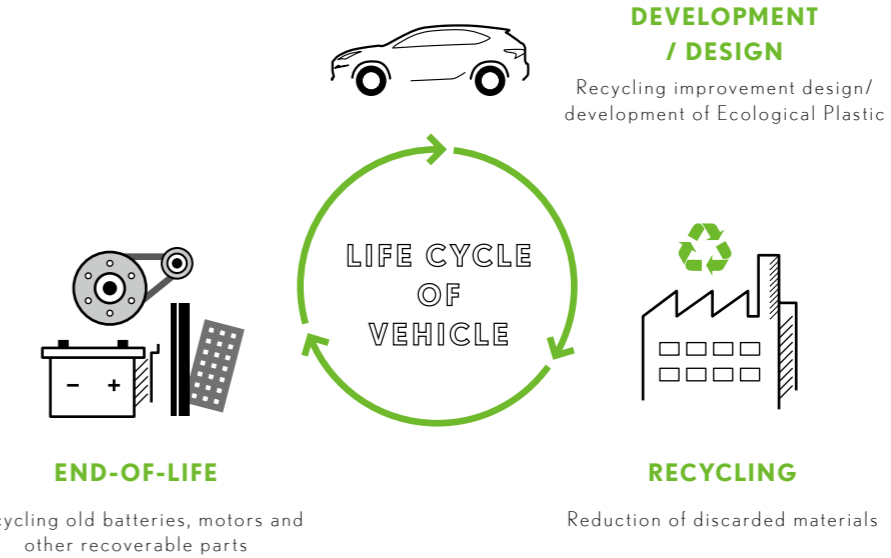 DEVELOPMENT
/ DESIGN
Recycling improvement design/
development of Ecological Plastic
LIFE CYCLE
OF
VEHICLE
- +
END-OF-LIFE
cycling old batteries, motors and
other recoverable parts
RECYCLING
Reduction of discarded materials